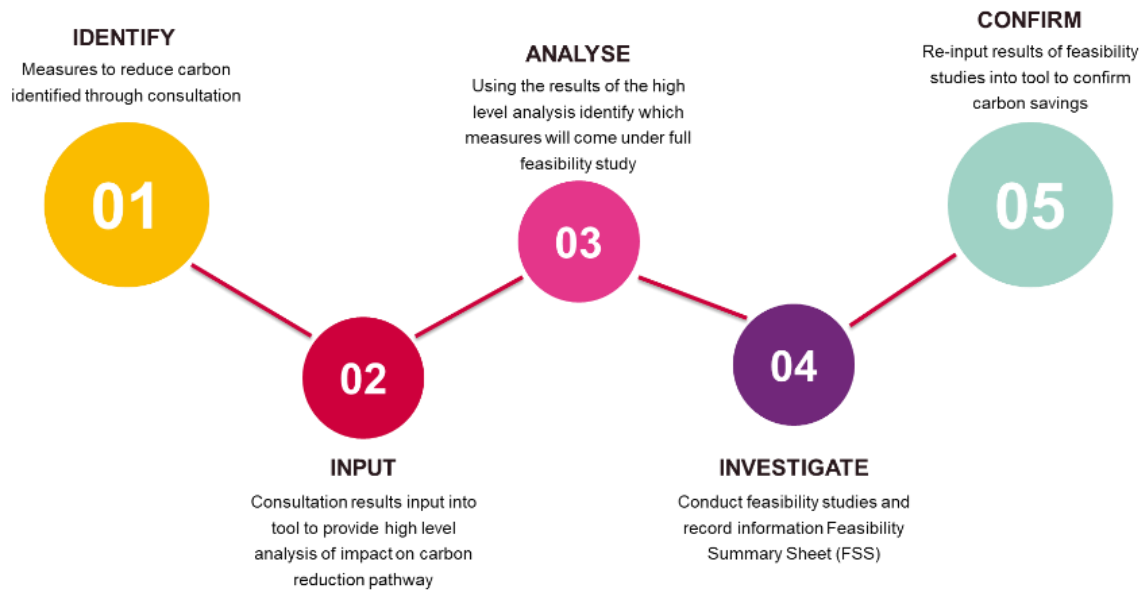 IDENTIFY
Measures to reduce carbon
identified through consultation
01
02
INPUT
Consultation results input into
tool to provide high level
analysis of impact on carbon
reduction pathway
ANALYSE
Using the results of the high
level analysis identify which
measures will come under full
feasibility study
03
04
INVESTIGATE
Conduct feasibility studies and
record information Feasibility
Summary Sheet (FSS)
CONFIRM
Re-input results of feasibility
studies into tool to confirm
carbon savings
05